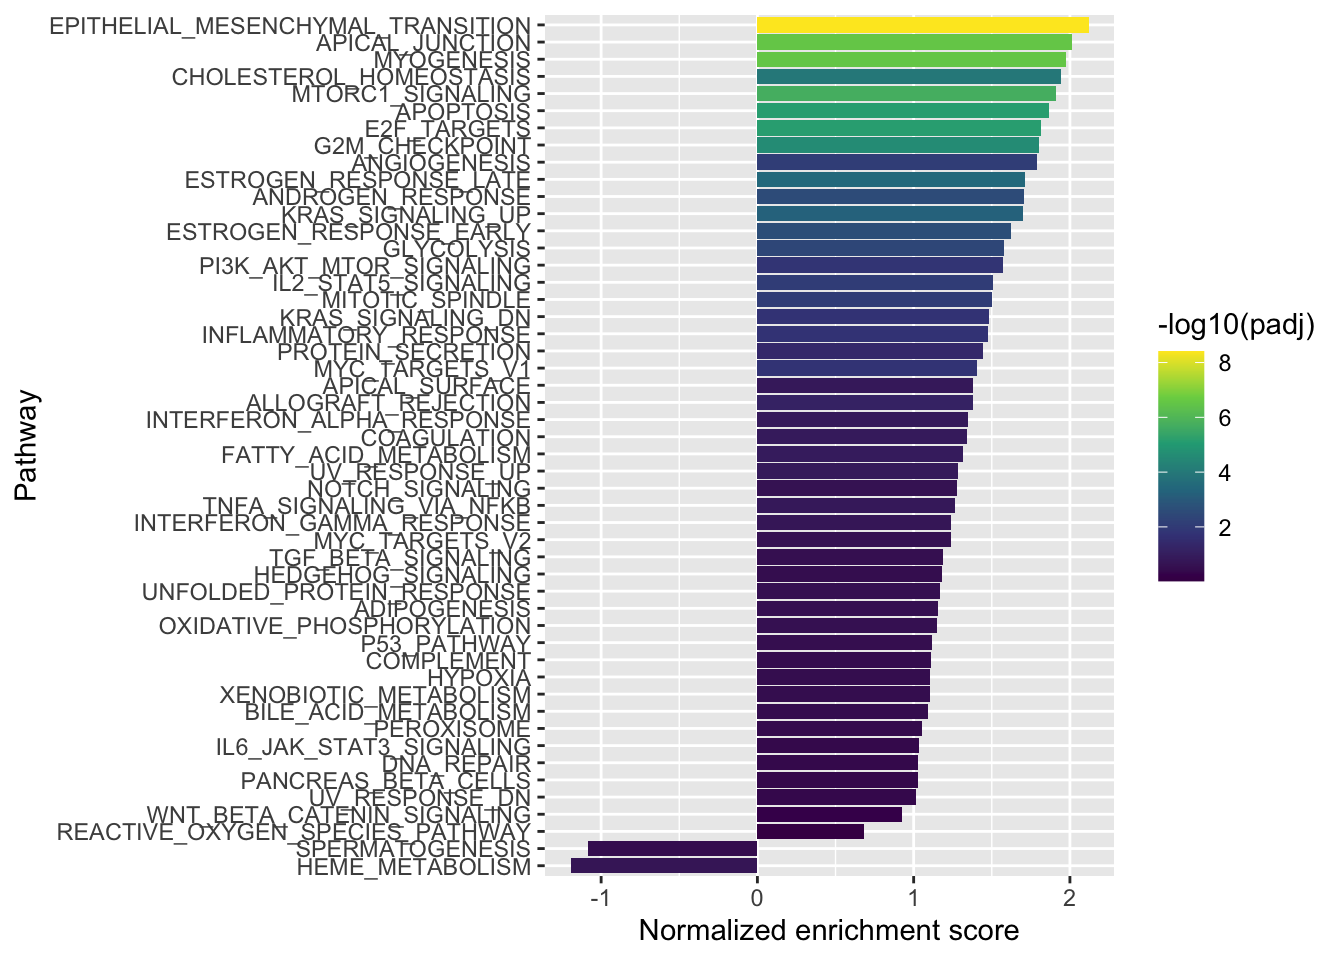 EPITHELIAL_MESENCHYMAL_TRANSITION
APICAL_JUNCTION
MYOGENESIS
CHOLESTEROL_HOMEOSTASIS
MTORC1_SIGNALING
APOPTOSIS
E2F_TARGETS
G2M_CHECKPOINT
ANGIOGENESIS
ESTROGEN_RESPONSE_LATE
ANDROGEN_RESPONSE
KRAS_SIGNALING_UP
ESTROGEN_RESPONSE_EARLY
GLYCOLYSIS
PI3K_AKT_MTOR_SIGNALING
IL2_STAT5_SIGNALING
MITOTIC_SPINDLE
KRAS_SIGNALING_DN
INFLAMMATORY_RESPONSE
PROTEIN_SECRETION
MYC_TARGETS_V1
APICAL_SURFACE
ALLOGRAFT_REJECTION
INTERFERON_ALPHA_RESPONSE
COAGULATION
FATTY_ACID_METABOLISM
UV_RESPONSE_UP
NOTCH_SIGNALING
TNFA_SIGNALING_VIA_NFKB
INTERFERON_GAMMA_RESPONSE
MYC_TARGETS_V2
TGF_BETA_SIGNALING
HEDGEHOG_SIGNALING
UNFOLDED_PROTEIN_RESPONSE
ADIPOGENESIS
OXIDATIVE_PHOSPHORYLATION
P53_PATHWAY
COMPLEMENT
HYPOXIA
XENOBIOTIC_METABOLISM
BILE_ACID_METABOLISM
PEROXISOME
IL6_JAK_STAT3_SIGNALING
DNA_REPAIR
PANCREAS_BETA_CELLS
UV_RESPONSE_DN
WNT_BETA_CATENIN_SIGNALING
REACTIVE_OXYGEN_SPECIES_PATHWAY
SPERMATOGENESIS
HEME_METABOLISM
Pathway
-1 0 1 2
Normalized enrichment score
-log10(padj)
8
6
4
2